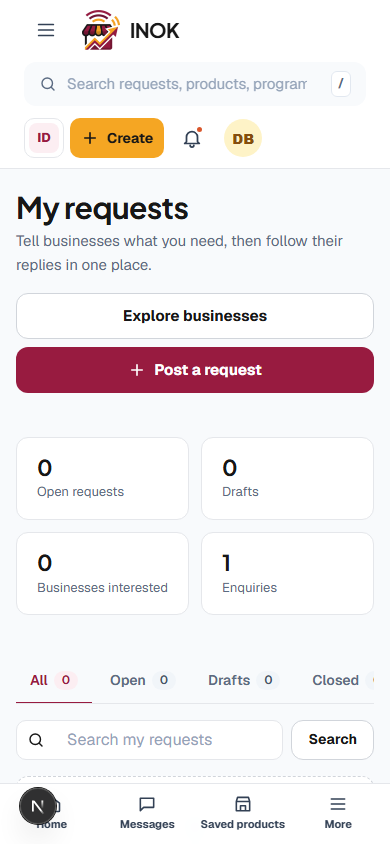 INOK
Search requests, products, program
/
ID
+ Create
DB
My requests
Tell businesses what you need, then follow their
replies in one place.
Explore businesses
+ Post a request
0
Open requests
0
Drafts
0
Businesses interested
1
Enquiries
All 0
Open 0
Drafts 0
Closed
Search my requests
Search
N
Home
Messages
Saved products
More